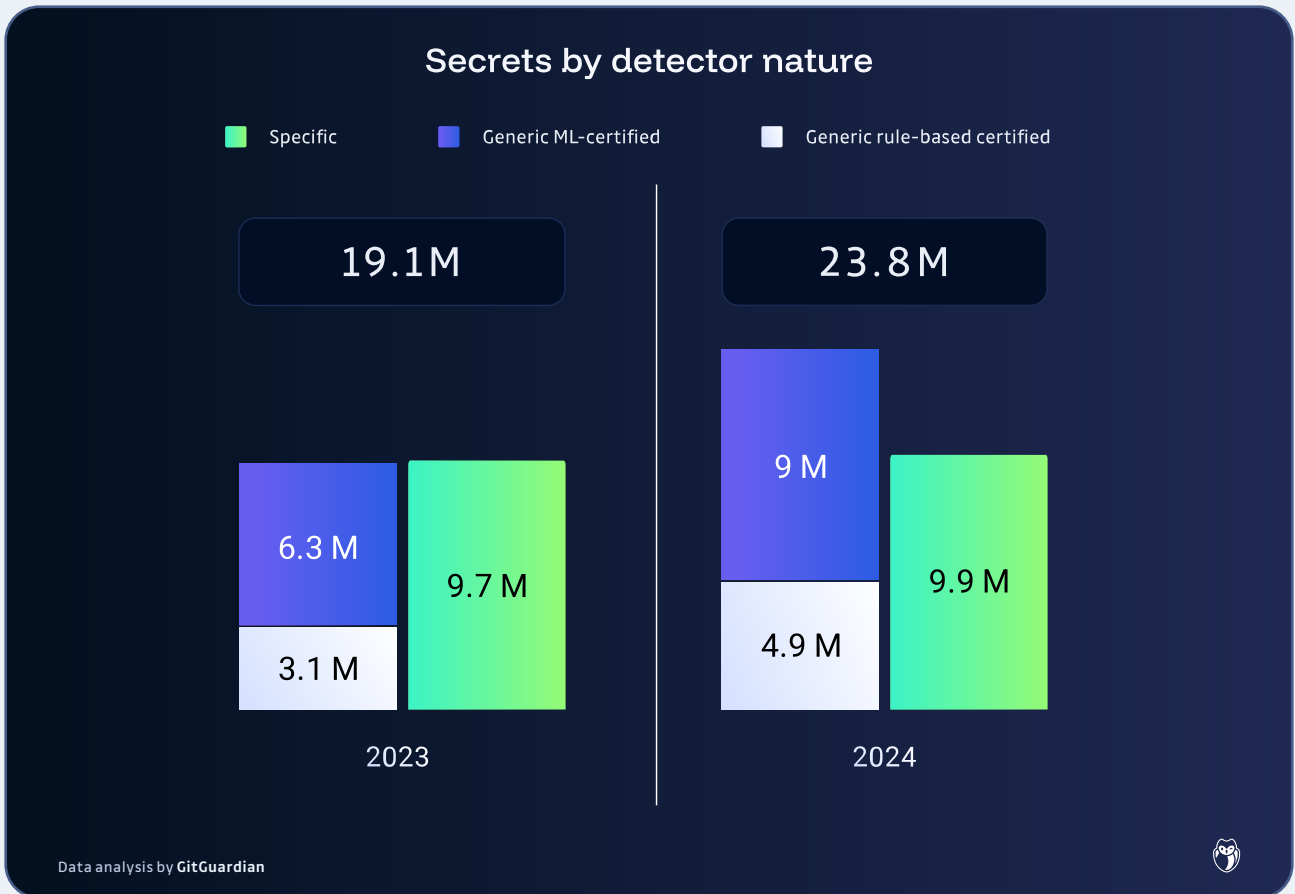 Secrets by detector nature
Specific
Generic ML-certified
Generic rule-based certified
19.1M
23.8M
6.3 M
3.1 M
9.7 M
9 M
4.9 M
9.9 M
2023
2024
Data analysis by GitGuardian